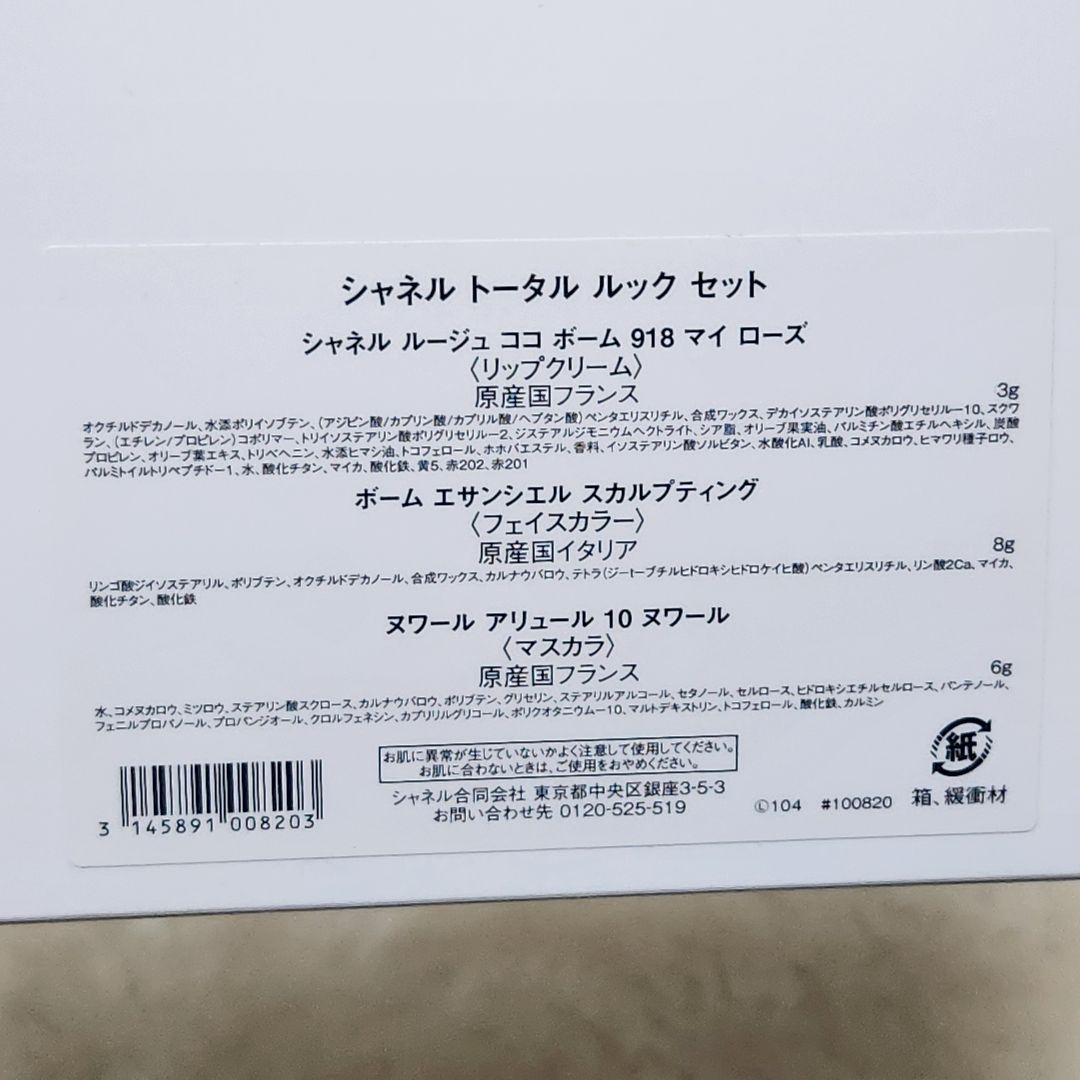 シャネル トータル ルック セット
シャネル ルージュ ココ ボーム 918 マイ ローズ
〈リップクリーム〉
原産国フランス
3g
オクチルドデカノール、水添ポリイソブテン、(アジピン酸/カプリン酸/カプリル酸/ヘプタン酸)ペンタエリスリチル、合成ワックス、デカイソステアリン酸ポリグリセリル－10、スクワ
ラン、(エチレン/プロピレン)コポリマー、トリイソステアリン酸ポリグリセリル－2、ジステアルジモニウムヘクトライト、シア脂、オリーブ果実油、パルミチン酸エチルヘキシル、炭酸
プロピレン、オリーブ葉エキス、トリベヘニン、水添ヒマシ油、トコフェロール、ホホバエステル、香料、イソステアリン酸ソルビタン、水酸化Al、乳酸、コメヌカロウ、ヒマワリ種子ロウ、
パルミトイルトリペプチド－1、水、酸化チタン、マイカ、酸化鉄、黄5、赤202、赤201
ボーム エサンシエル スカルプティング
〈フェイスカラー〉
原産国イタリア
8g
リンゴ酸ジイソステアリル、ポリブテン、オクチルドデカノール、合成ワックス、カルナウバロウ、テトラ(ジ－t－ブチルヒドロキシヒドロケイヒ酸)ペンタエリスリチル、リン酸2Ca、マイカ、
酸化チタン、酸化鉄
ヌワール アリュール 10 ヌワール
〈マスカラ〉
原産国フランス
6g
水、コメヌカロウ、ミツロウ、ステアリン酸スクロース、カルナウバロウ、ポリブテン、グリセリン、ステアリルアルコール、セタノール、セルロース、ヒドロキシエチルセルロース、パンテノール、
フェニルプロパノール、プロパンジオール、クロルフェネシン、カプリリルグリコール、ポリクオタニウム－10、マルトデキストリン、トコフェロール、酸化鉄、カルミン
お肌に異常が生じていないかよく注意して使用してください。
お肌に合わないときは、ご使用をおやめください。
シャネル合同会社 東京都中央区銀座3-5-3
お問い合わせ先 0120-525-519
3 145891 008203
Ⓛ104 #100820
紙
箱、緩衝材